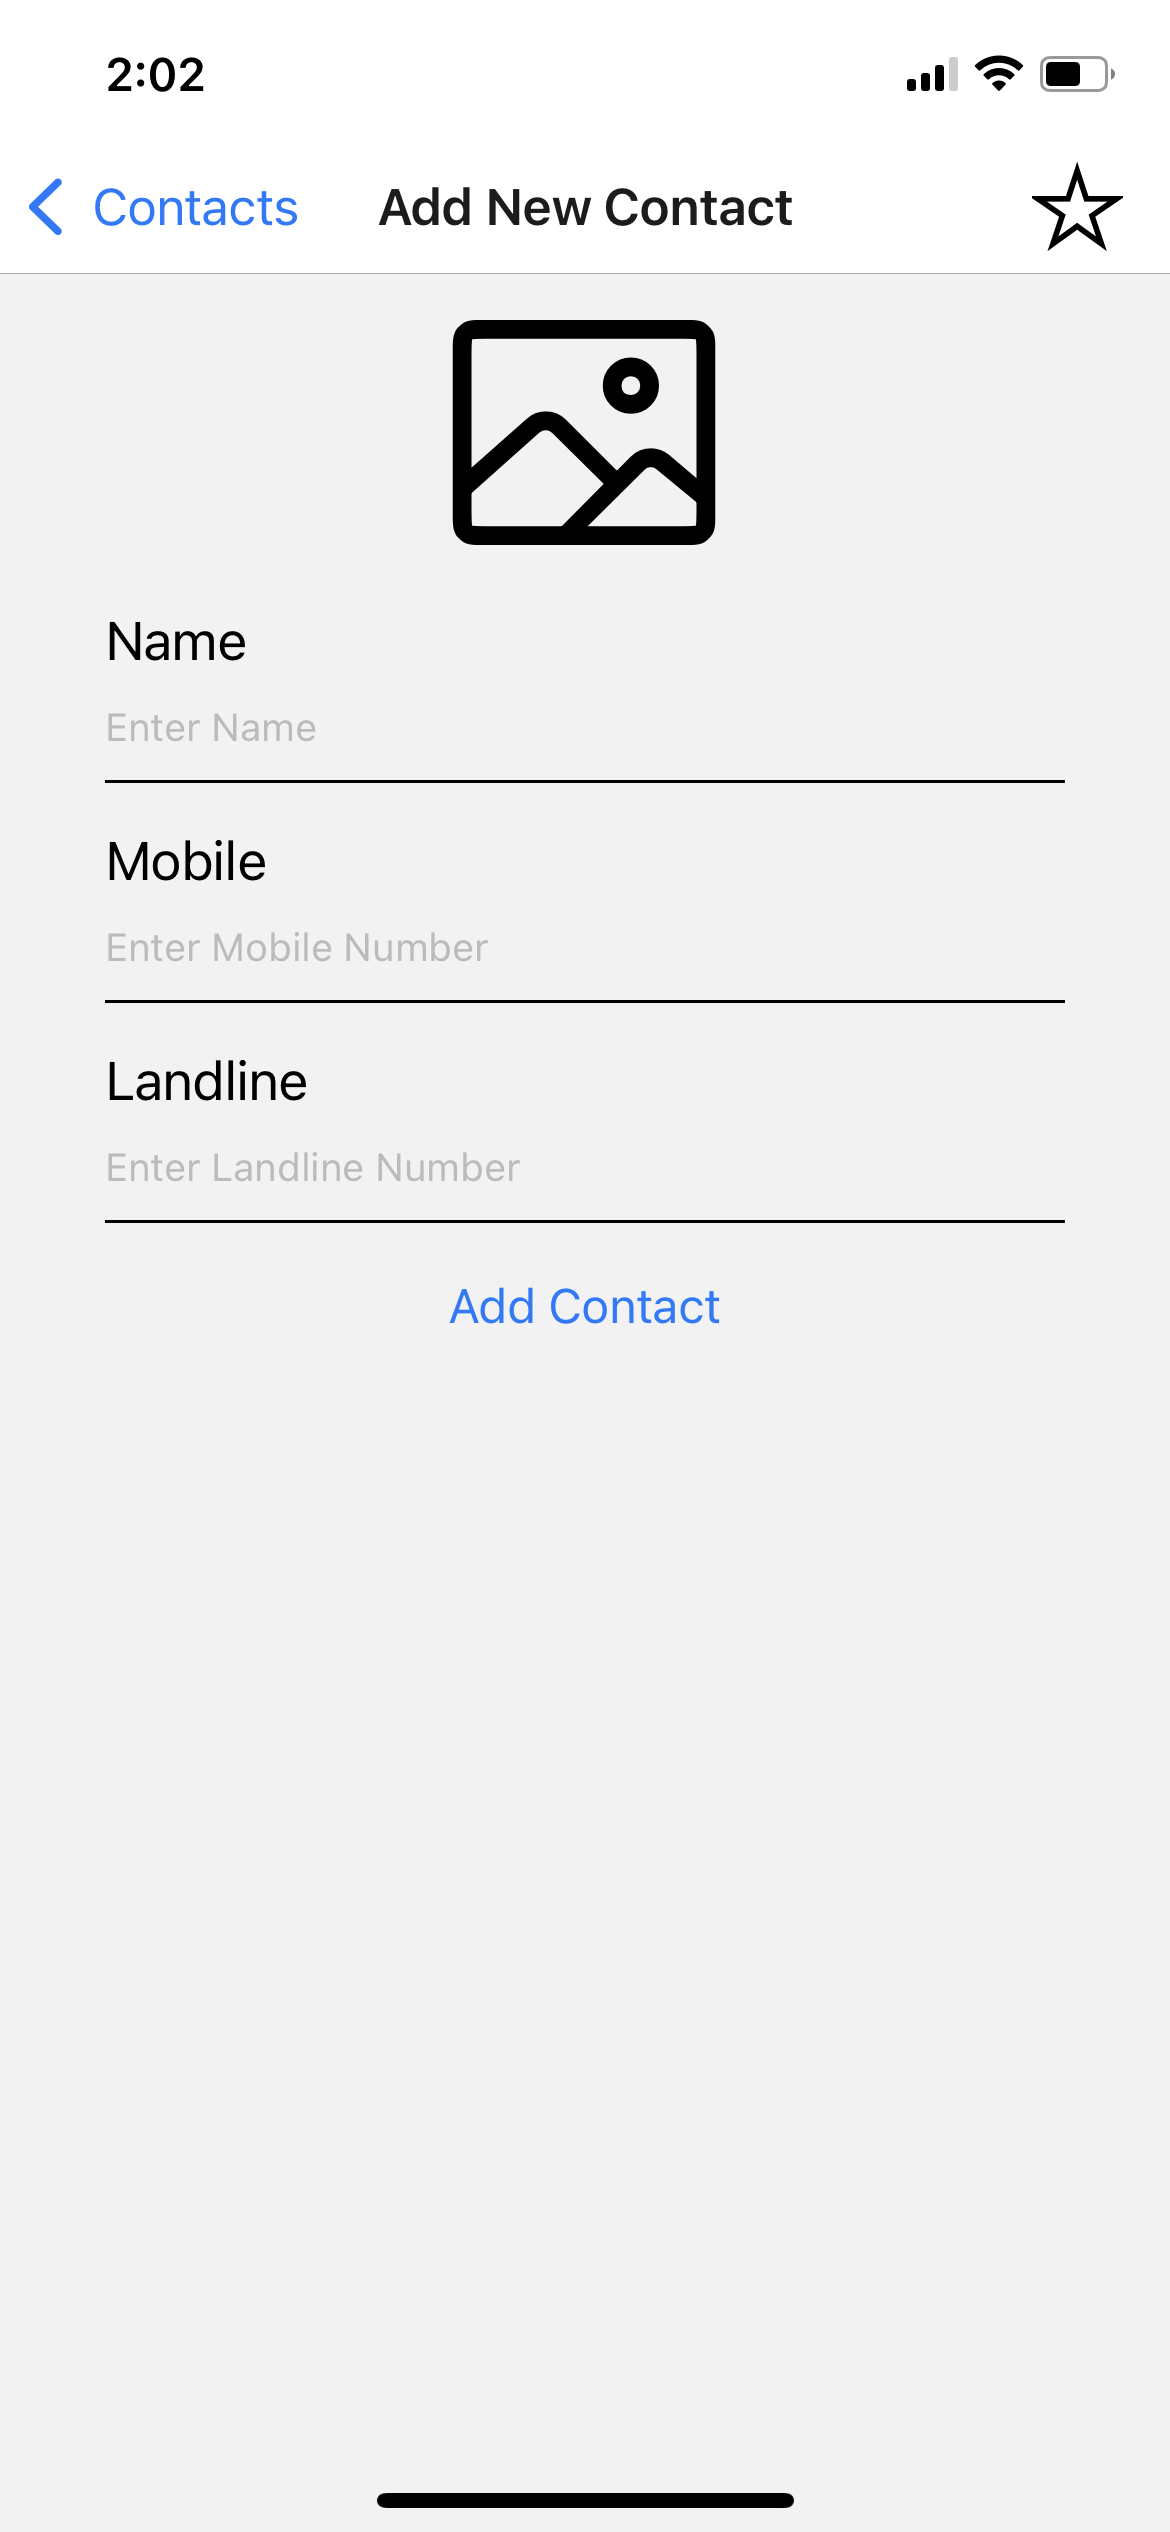 2:02
Contacts
Add New Contact
Name
Enter Name
Mobile
Enter Mobile Number
Landline
Enter Landline Number
Add Contact